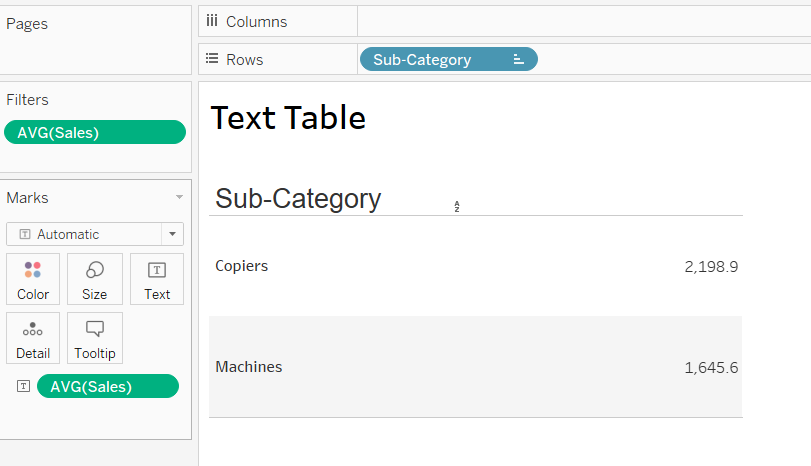 Pages
Columns
Rows
Sub-Category
Filters
AVG(Sales)
Text Table
Marks
Sub-Category
A
Z
T Automatic
Copiers
2,198.9
T
Color
Size
Text
Detail
Tooltip
Machines
1,645.6
T AVG(Sales)